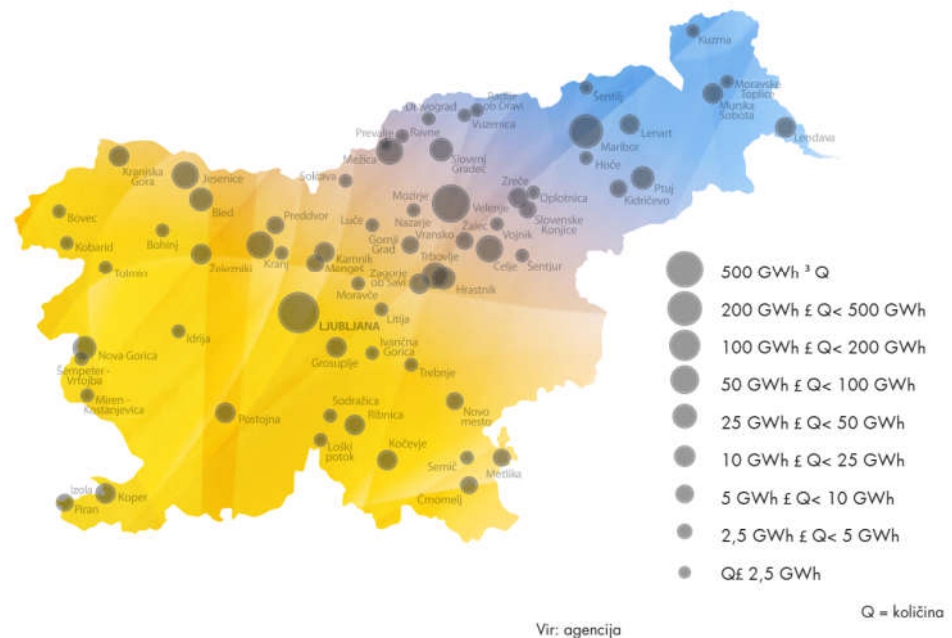 Kuzma
Moravske
Toplice
Murska
Sobota
Šentilj
Radlje
ob Dravi
Dravograd
Vuzenica
Lenart
Lendava
Maribor
Prevalje
Ravne
Mežica
Slovenj
Gradec
Hoče
Kranjska
Gora
Jesenice
Solčava
Zreče
Oplotnica
Ptuj
Kidričevo
Bled
Mozirje
Velenje
Slovenske
Konjice
Bovec
Preddvor
Luče
Nazarje
Žalec
Vojnik
Bohinj
Gornji
Grad
Vransko
Kobarid
Železniki
Kranj
Kamnik
Mengeš
Trbovlje
Celje
Šentjur
Tolmin
Zagorje
ob Savi
Hrastnik
Moravče
500 GWh ³ Q
200 GWh £ Q< 500 GWh
LJUBLJANA
Litija
Idrija
Ivančna
Gorica
Nova Gorica
Grosuplje
100 GWh £ Q< 200 GWh
Šempeter-
Vrtojba
Trebnje
50 GWh £ Q< 100 GWh
Miren -
Kostanjevica
Sodražica
Novo
mesto
Postojna
Ribnica
25 GWh £ Q< 50 GWh
Loški
potok
Kočevje
Semič
Metlika
10 GWh £ Q< 25 GWh
Izola
Koper
Piran
Črnomelj
5 GWh £ Q< 10 GWh
2,5 GWh £ Q< 5 GWh
Q£ 2,5 GWh
Q = količina
Vir: agencija